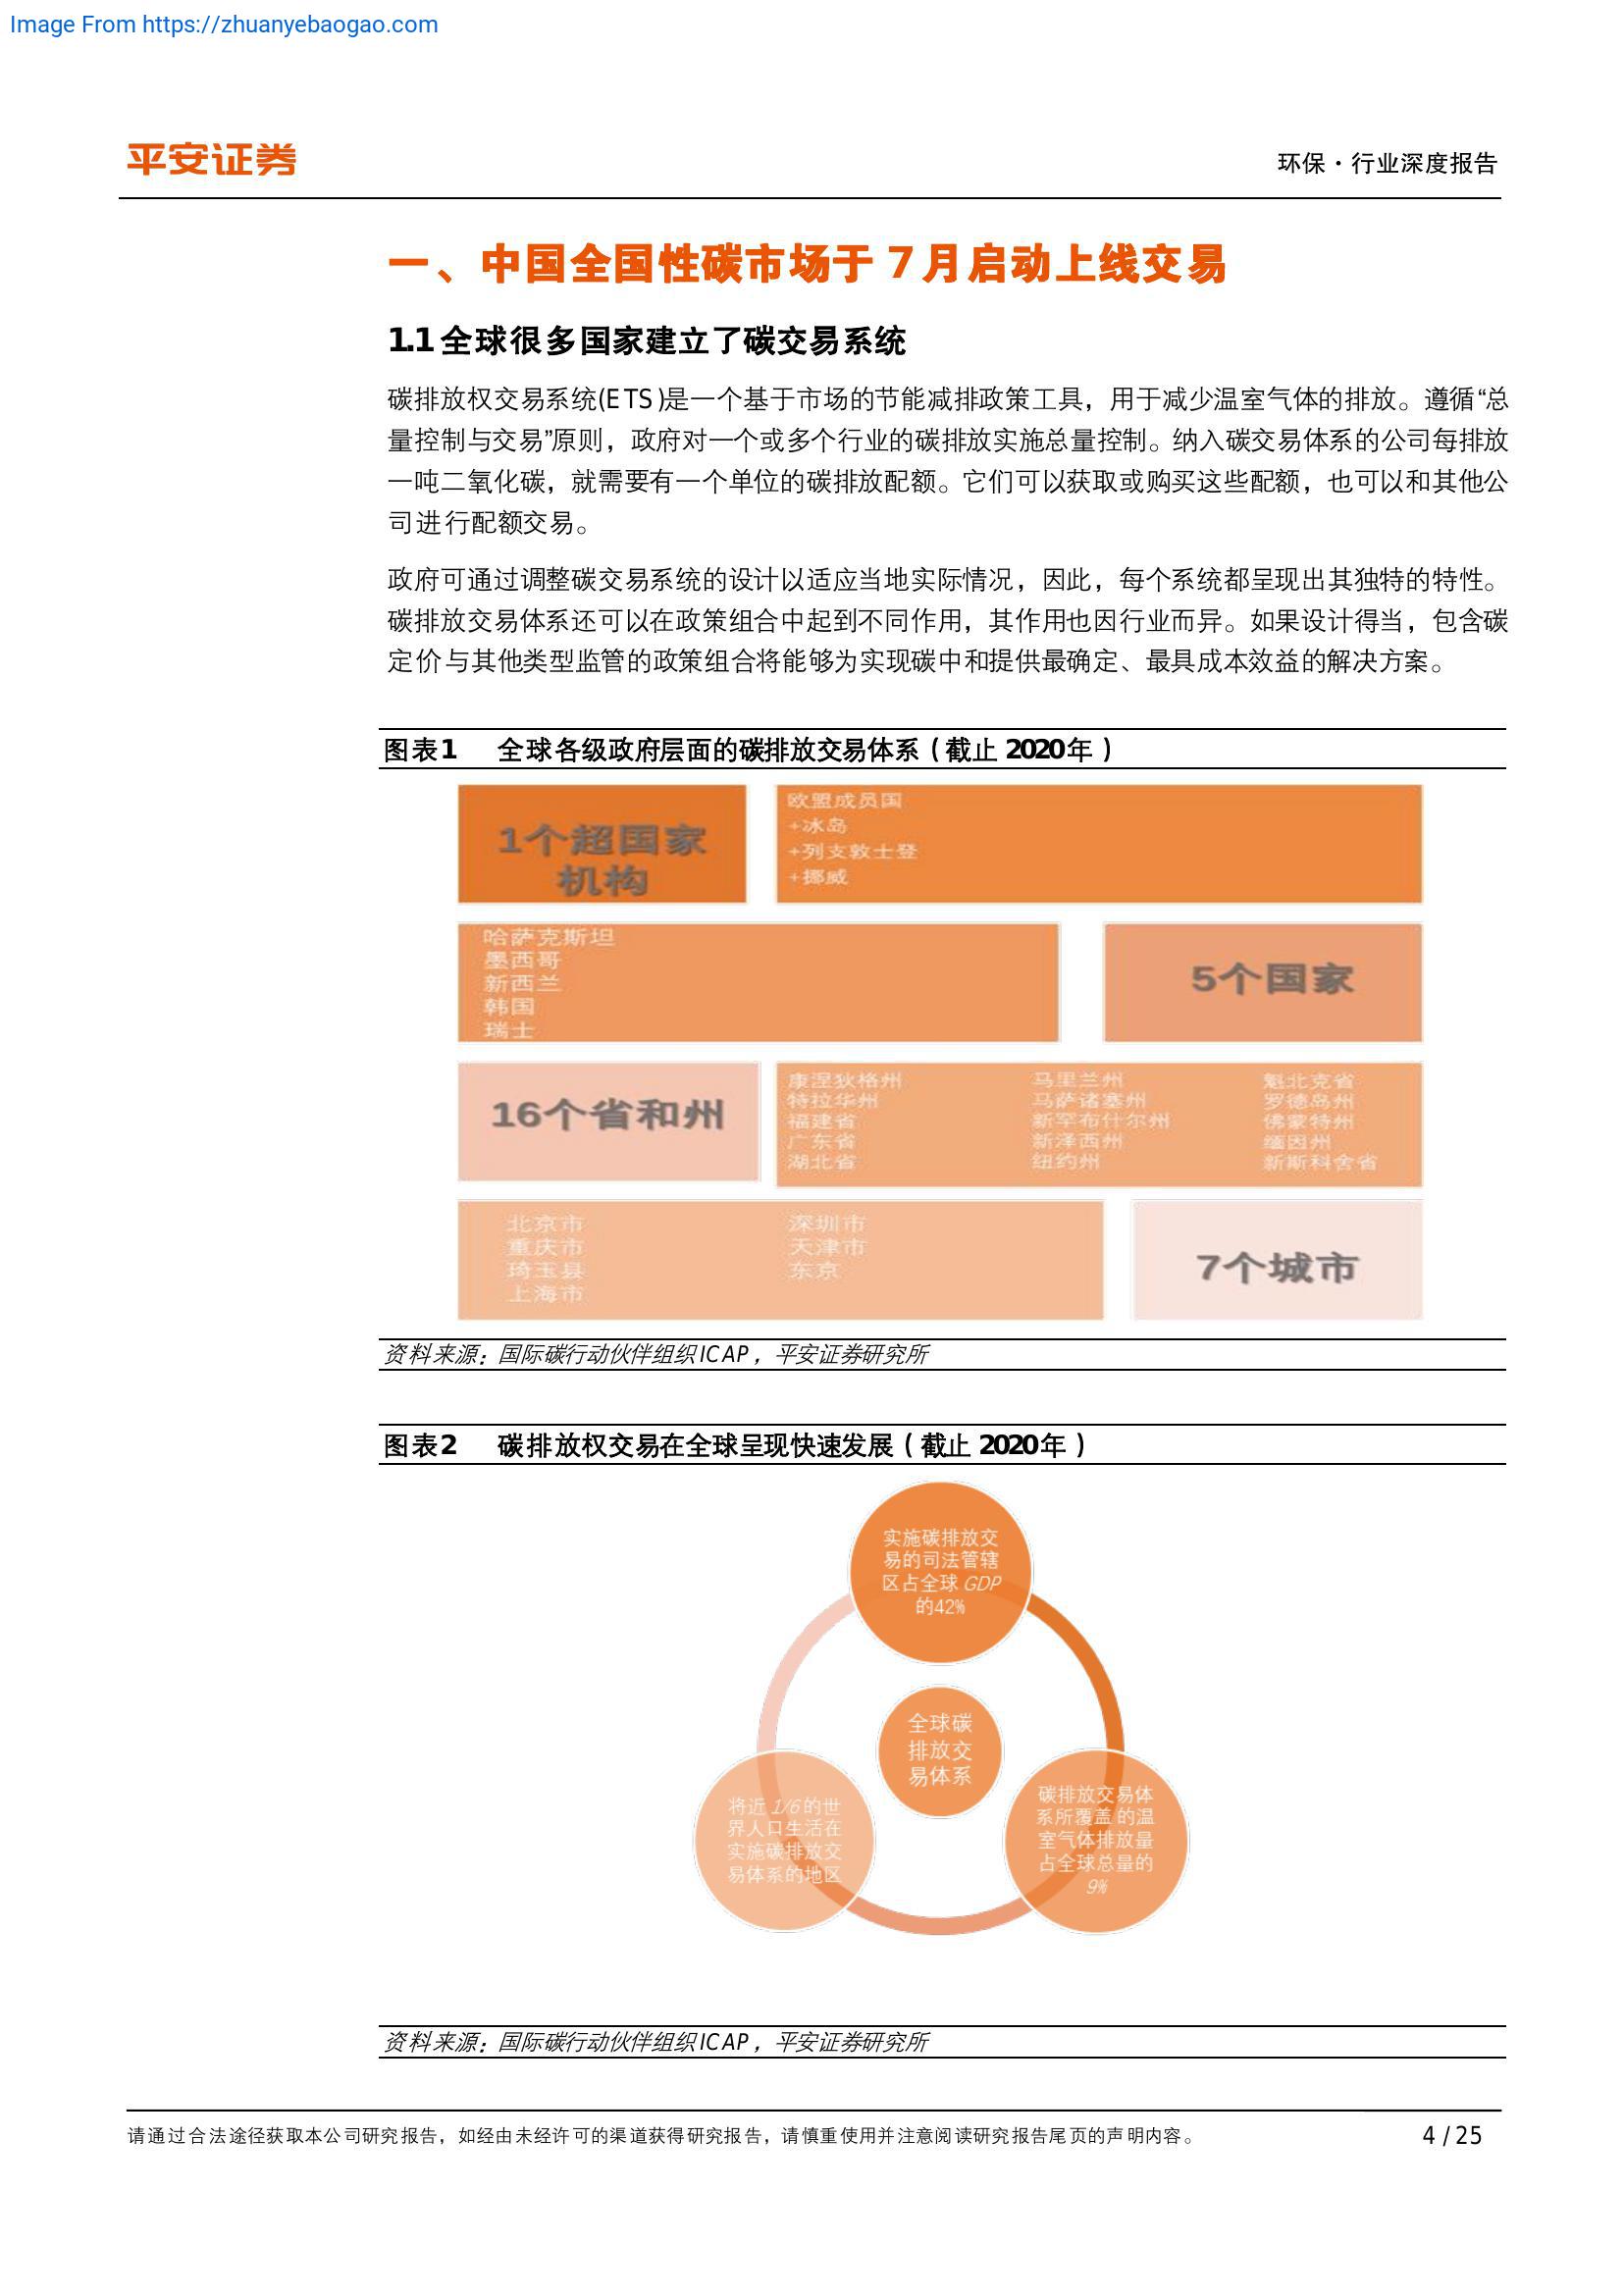 Image From https://zhuanyebaogao.com
平安证券
环保·行业深度报告
一、中国全国性碳市场于 7 月启动上线交易
1.1 全球很多国家建立了碳交易系统
碳排放权交易系统(ETS)是一个基于市场的节能减排政策工具，用于减少温室气体的排放。遵循“总
量控制与交易”原则，政府对一个或多个行业的碳排放实施总量控制。纳入碳交易体系的公司每排放
一吨二氧化碳，就需要有一个单位的碳排放配额。它们可以获取或购买这些配额，也可以和其他公
司进行配额交易。
政府可通过调整碳交易系统的设计以适应当地实际情况，因此，每个系统都呈现出其独特的特性。
碳排放交易体系还可以在政策组合中起到不同作用，其作用也因行业而异。如果设计得当，包含碳
定价与其他类型监管的政策组合将能够为实现碳中和提供最确定、最具成本效益的解决方案。
图表1 全球各级政府层面的碳排放交易体系（截止 2020年）
1个超国家
机构
欧盟成员国
+冰岛
+列支敦士登
+挪威
哈萨克斯坦
墨西哥
新西兰
韩国
瑞士
5个国家
16个省和州
康涅狄格州
特拉华州
福建省
广东省
湖北省
马里兰州
马萨诸塞州
新罕布什尔州
新泽西州
纽约州
魁北克省
罗德岛州
佛蒙特州
缅因州
新斯科舍省
北京市
重庆市
琦玉县
上海市
深圳市
天津市
东京
7个城市
资料来源：国际碳行动伙伴组织ICAP，平安证券研究所
图表2 碳排放权交易在全球呈现快速发展（截止 2020年）
实施碳排放交
易的司法管辖
区占全球 GDP
的42%
全球碳
排放交
易体系
将近 1/6 的世
界人口生活在
实施碳排放交
易体系的地区
碳排放交易体
系所覆盖 的温
室气体排放量
占全球总量的
9%
资料来源：国际碳行动伙伴组织ICAP，平安证券研究所
请通过合法途径获取本公司研究报告，如经由未经许可的渠道获得研究报告，请慎重使用并注意阅读研究报告尾页的声明内容。
4 / 25